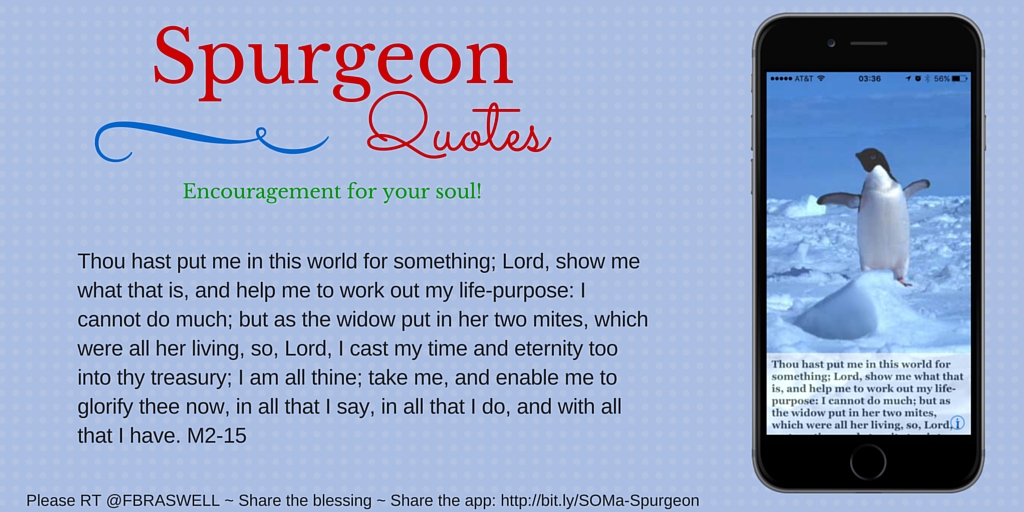 Spurgeon
Quotes
Encouragement for your soul!
Thou hast put me in this world for something; Lord, show me
what that is, and help me to work out my life-purpose: I
cannot do much; but as the widow put in her two mites, which
were all her living, so, Lord, I cast my time and eternity too
into thy treasury; I am all thine; take me, and enable me to
glorify thee now, in all that I say, in all that I do, and with all
that I have. M2-15
Please RT @FBRASWELL ~ Share the blessing ~ Share the app: http://bit.ly/SOMa-Spurgeon
AT&T 03:36 56%
Thou hast put me in this world for
something; Lord, show me what that
is, and help me to work out my life-
purpose: I cannot do much; but as
the widow put in her two mites,
which were all her living, so, Lord,